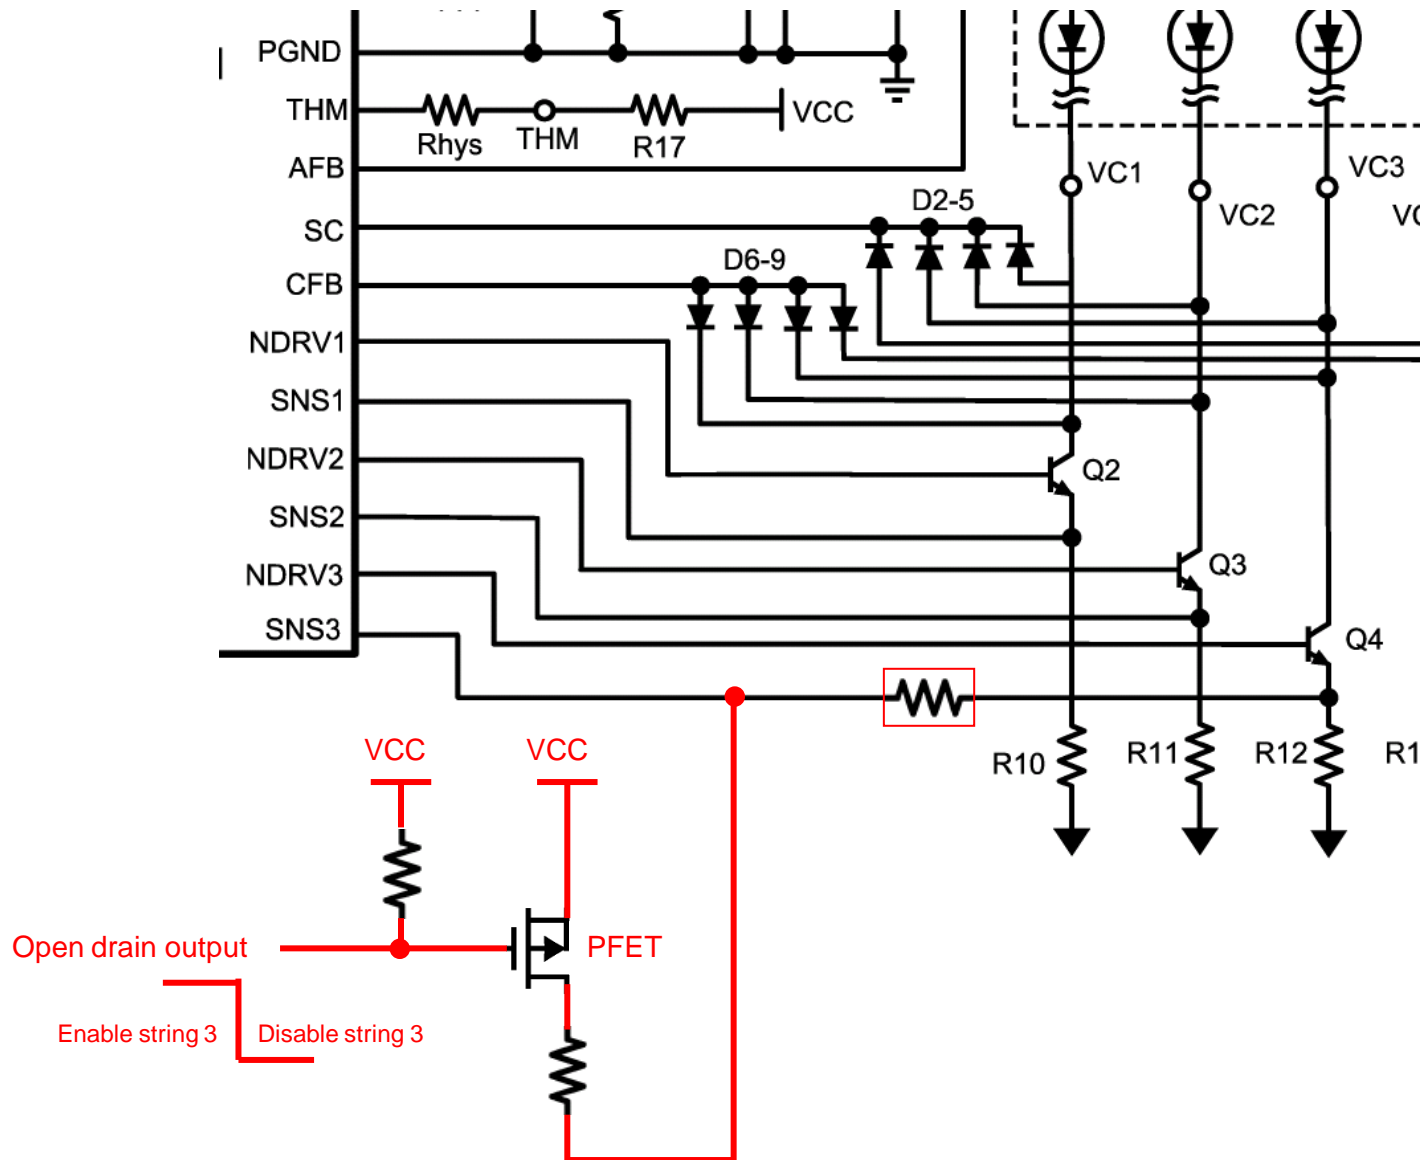 PGND
THM
Rhys
THM
R17
VCC
AFB
VC1
VC3
D2-5
VC2
SC
D6-9
CFB
NDRV1
SNS1
NDRV2
Q2
SNS2
Q3
NDRV3
SNS3
Q4
VCC
VCC
R10
R11
R12
Open drain output
PFET
Enable string 3
Disable string 3